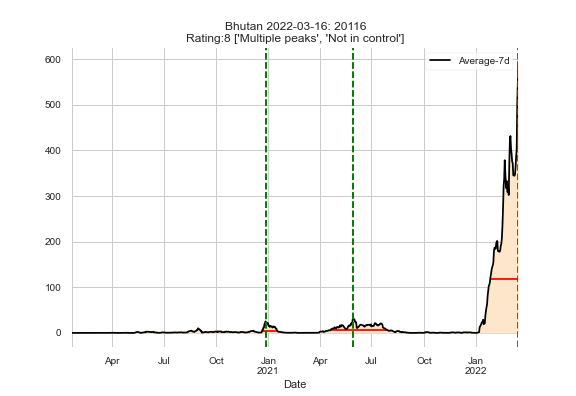 Bhutan 2022-03-16: 20116
Rating:8 ['Multiple peaks', 'Not in control']
Average-7d
600
500
400
300
200
100
0
Apr
Jul
Oct
Jan
2021
Apr
Jul
Oct
Jan
2022
Date